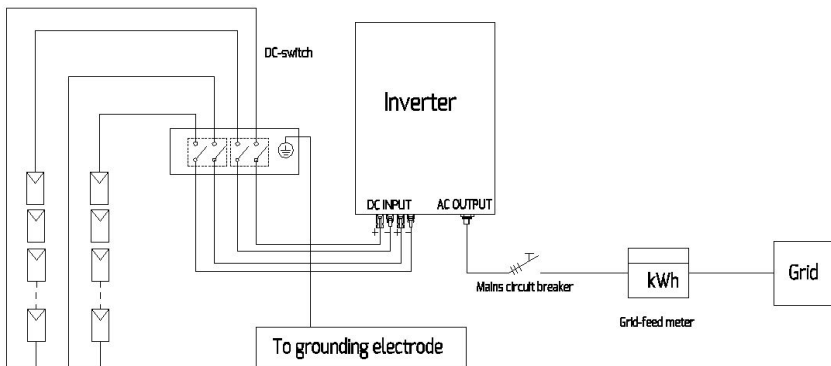 DC-switch
Inverter
DC INPUT
AC OUTPUT
+ - + -
Mains circuit breaker
kWh
Grid-feed meter
Grid
To grounding electrode